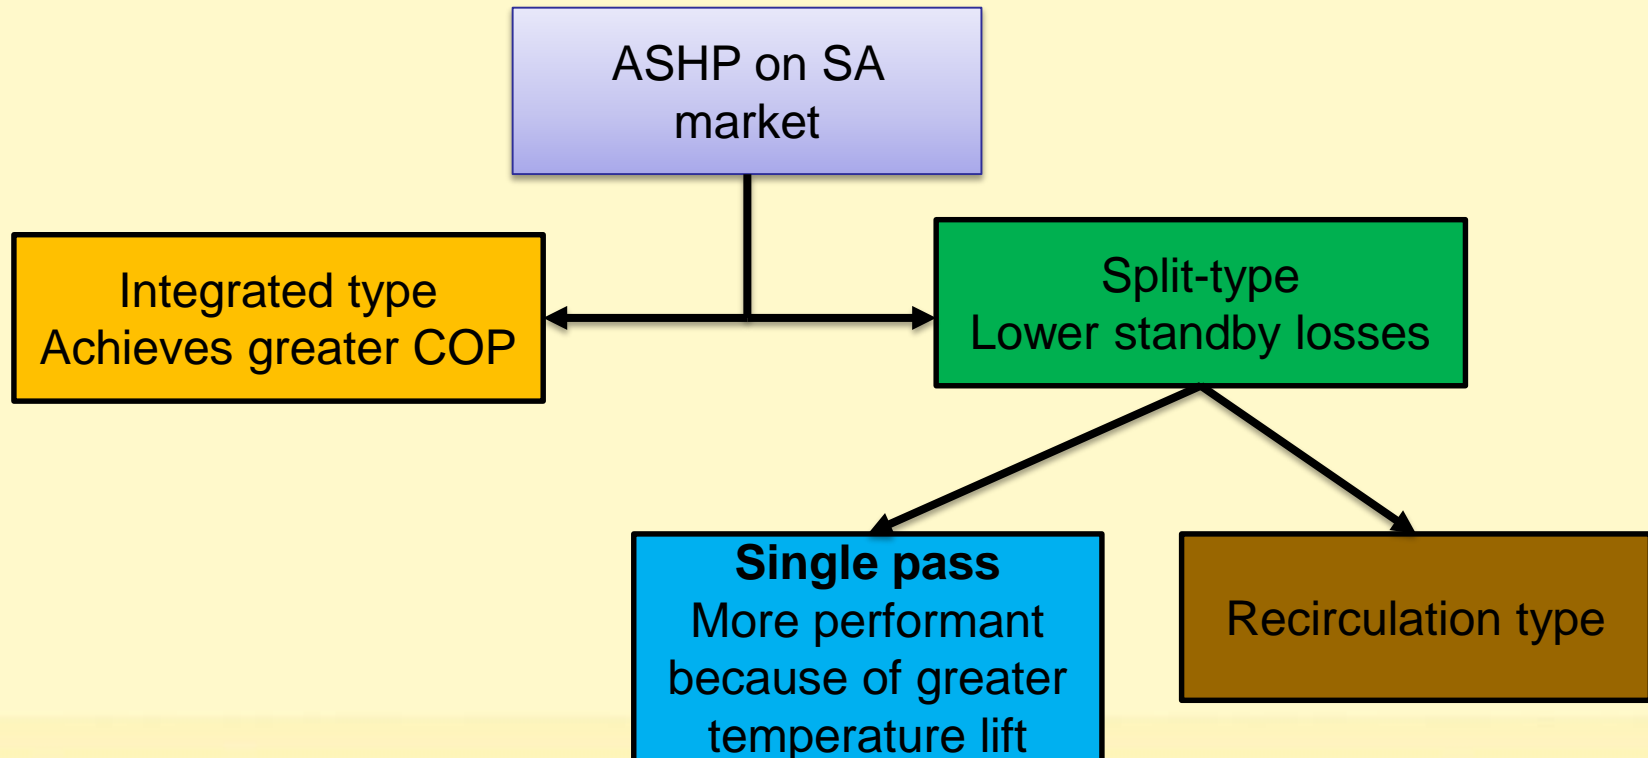 ASHP on SA
market
Integrated type
Achieves greater COP
Split-type
Lower standby losses
Single pass
More performant
because of greater
temperature lift
Recirculation type